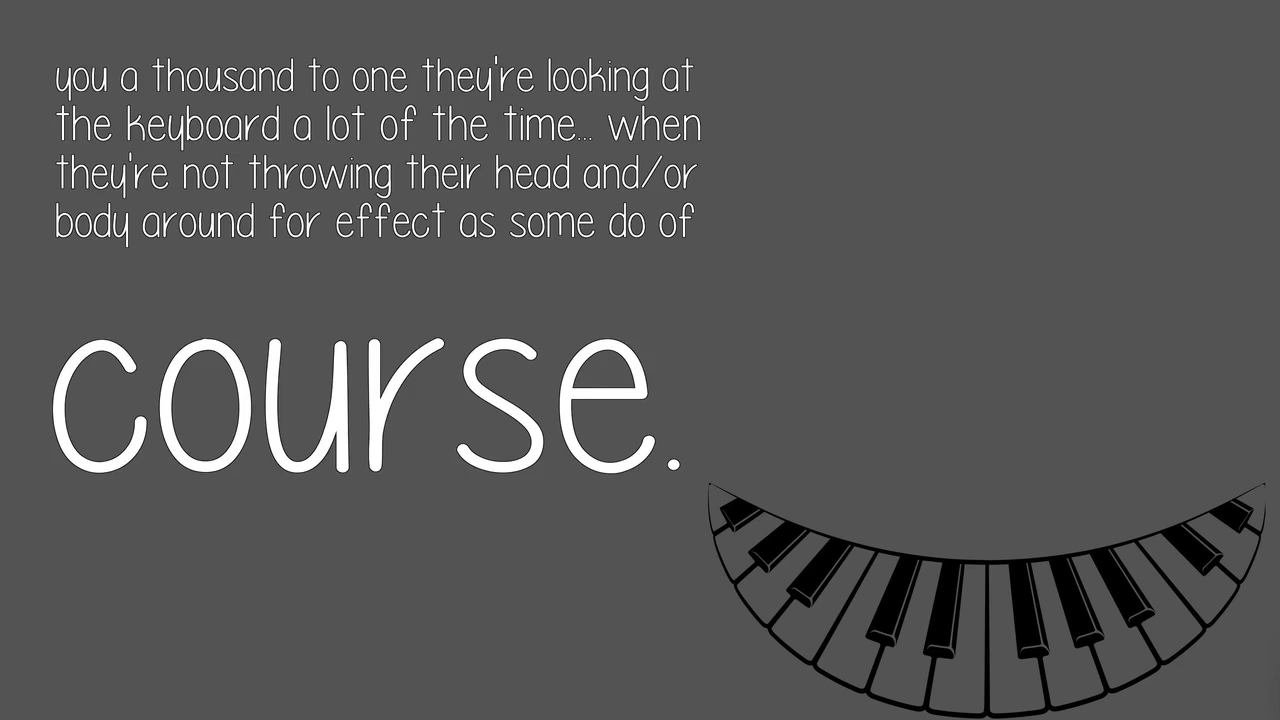 you a thousand to one they're looking at
the keyboard a lot of the time... when
they're not throwing their head and/or
body around for effect as some do of
course.